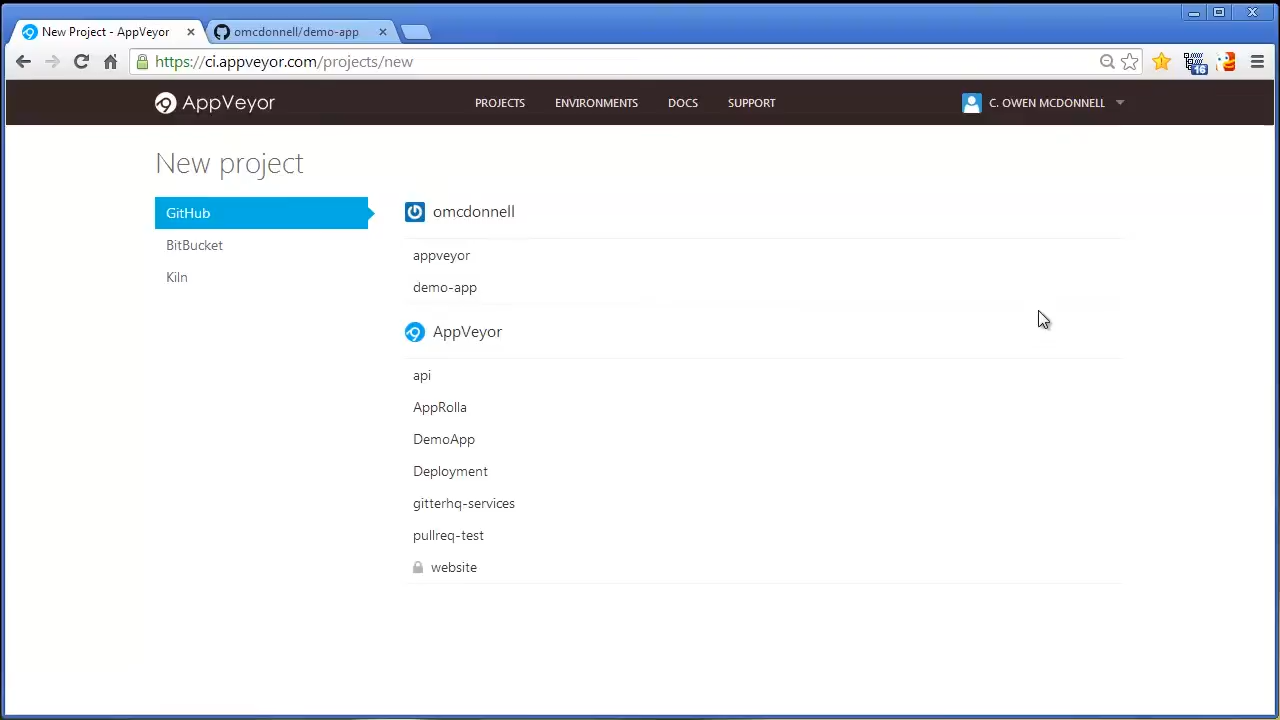 New Project - AppVeyor
omcdonnell/demo-app
https://ci.appveyor.com/projects/new
16
AppVeyor
PROJECTS
ENVIRONMENTS
DOCS
SUPPORT
C. OWEN MCDONNELL
New project
GitHub
BitBucket
Kiln
omcdonnell
appveyor
demo-app
AppVeyor
api
AppRolla
DemoApp
Deployment
gitterhq-services
pullreq-test
website